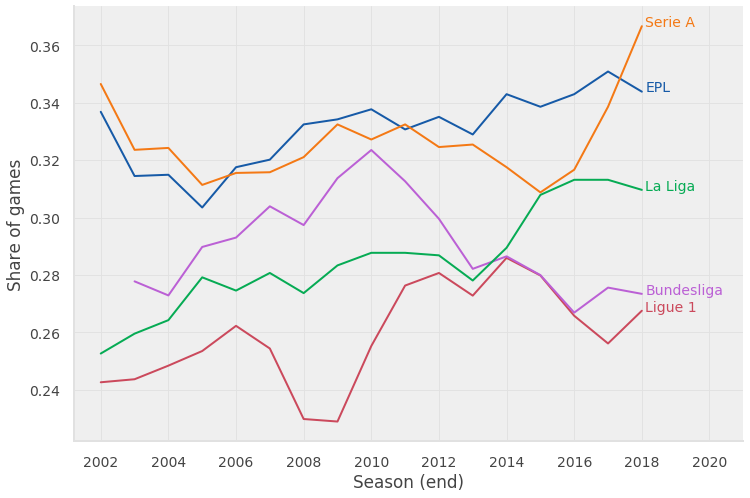 Serie A
0.36
EPL
0.34
0.32
La Liga
0.30
Share of games
0.28
Bundesliga
Ligue 1
0.26
0.24
2002 2004 2006 2008 2010 2012 2014 2016 2018 2020
Season (end)